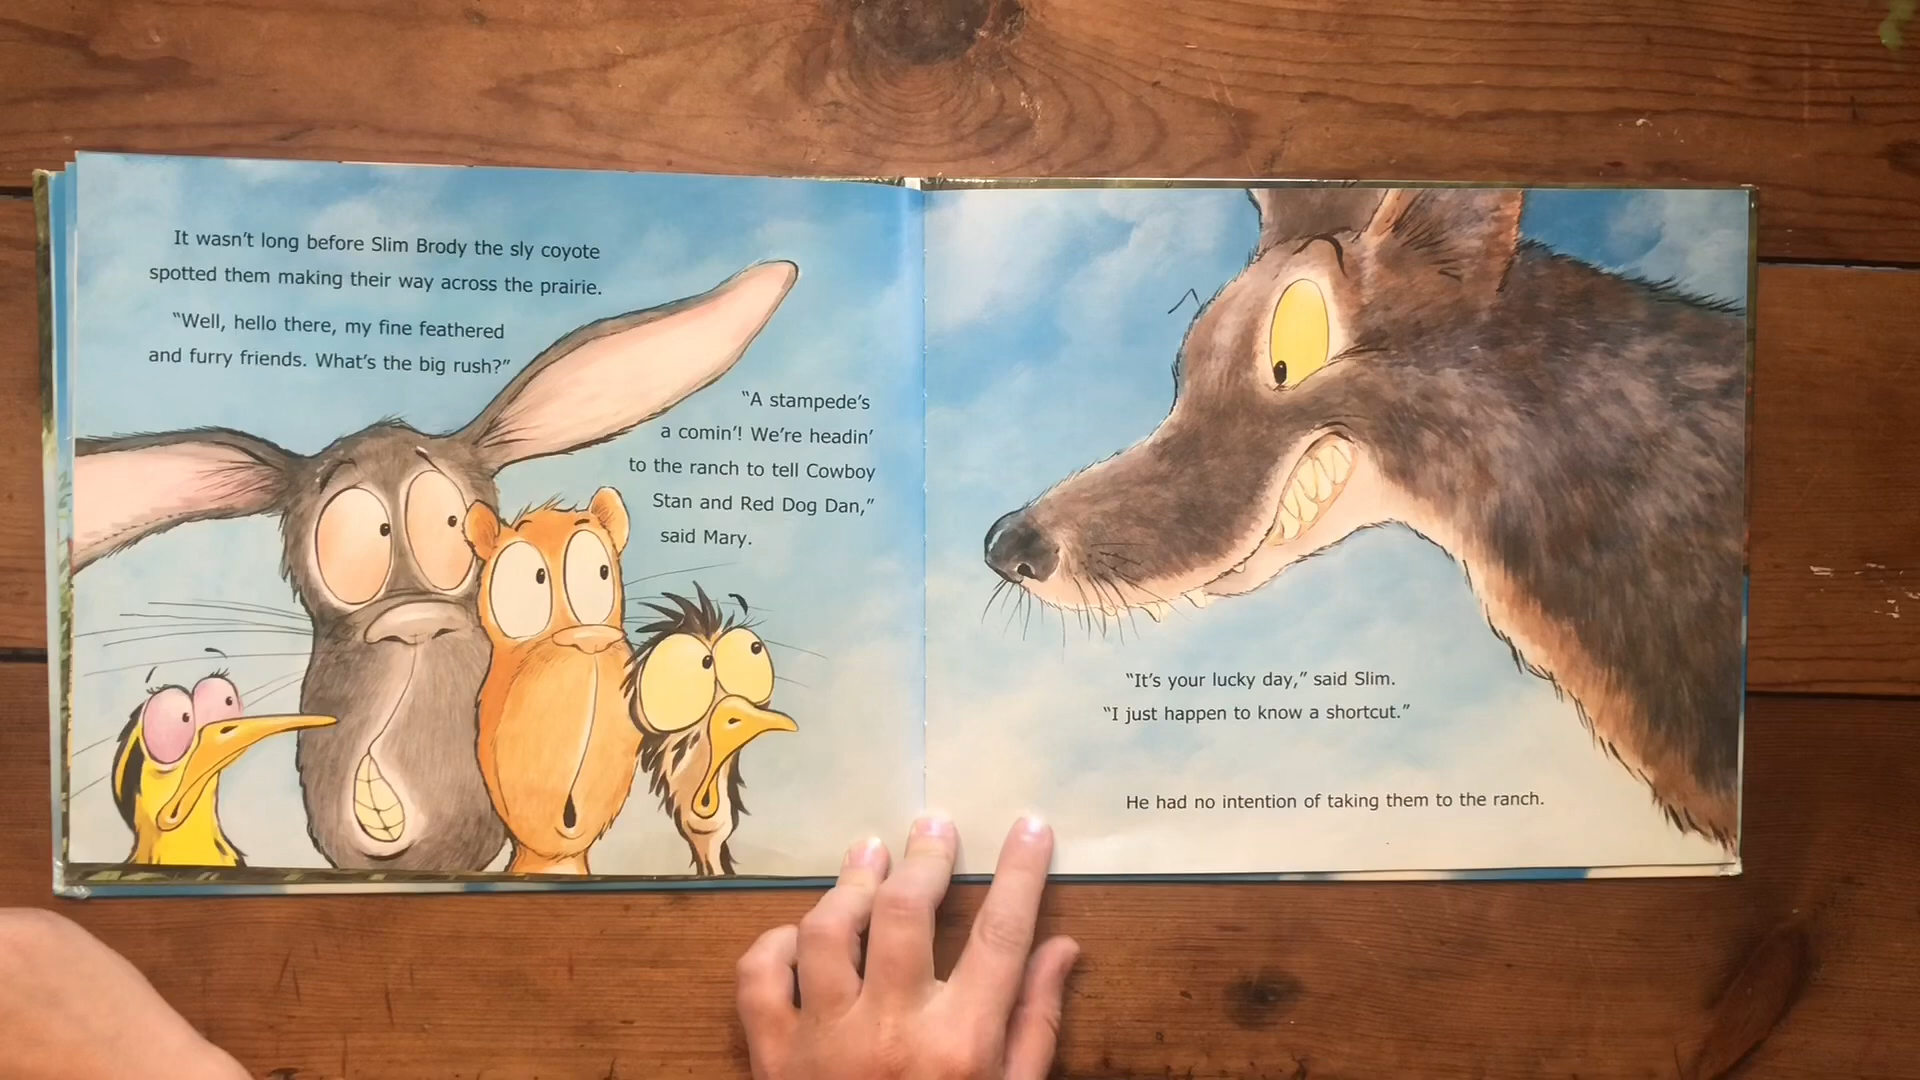 It wasn't long before Slim Brody the sly coyote
spotted them making their way across the prairie.
“Well, hello there, my fine feathered
and furry friends. What's the big rush?”
“A stampede's
a comin'! We're headin'
to the ranch to tell Cowboy
Stan and Red Dog Dan,”
said Mary.
“It's your lucky day,” said Slim.
“I just happen to know a shortcut.”
He had no intention of taking them to the ranch.